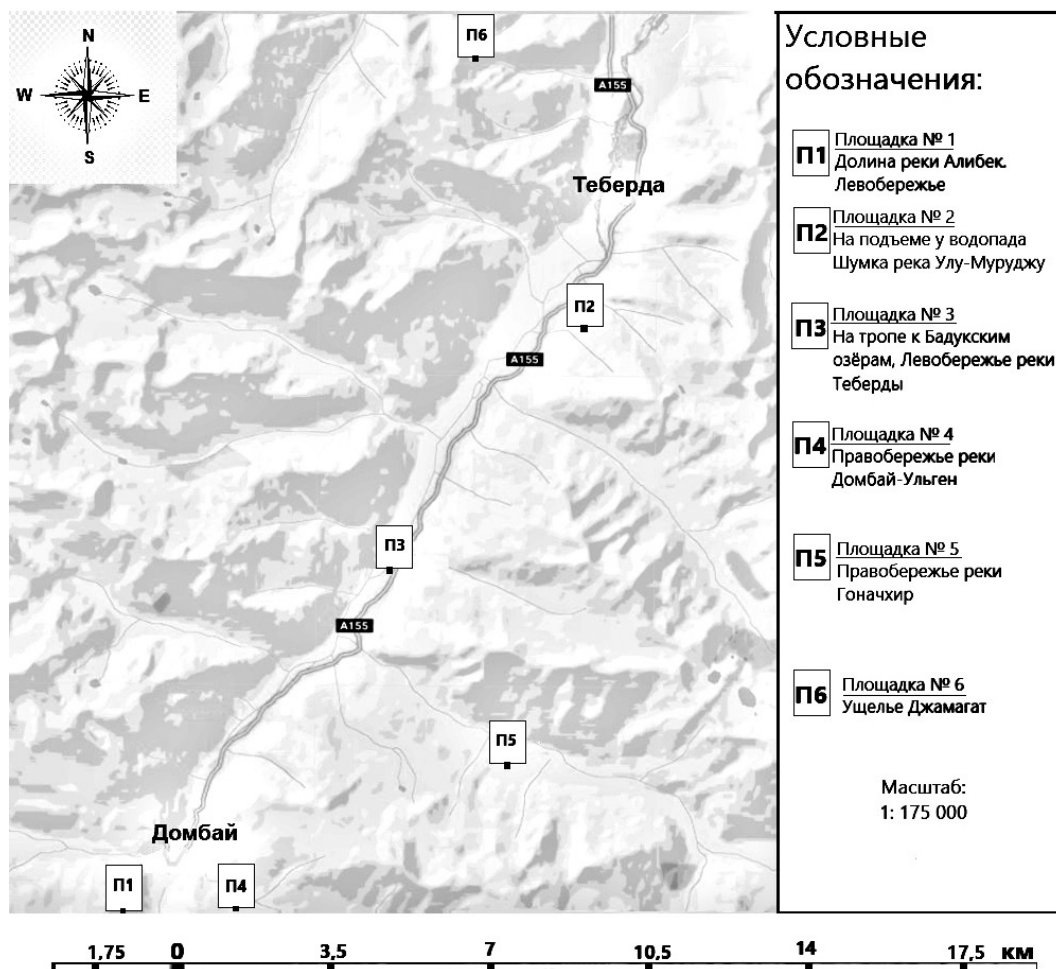 N
W E
S
П6
A155
Теберда
П2
A155
П3
A155
П5
Домбай
П1
П4
Условные
обозначения:
П1 Площадка № 1
Долина реки Алибек.
Левобережье
П2 Площадка № 2
На подъеме у водопада
Шумка река Улу-Муруджу
П3 Площадка № 3
На тропе к Бадукским
озёрам, Левобережье реки
Теберды
П4 Площадка № 4
Правобережье реки
Домбай-Ульген
П5 Площадка № 5
Правобережье реки
Гоначхир
П6 Площадка № 6
Ущелье Джамагат
Масштаб:
1: 175 000
1,75 0 3,5 7 10,5 14 17,5 км